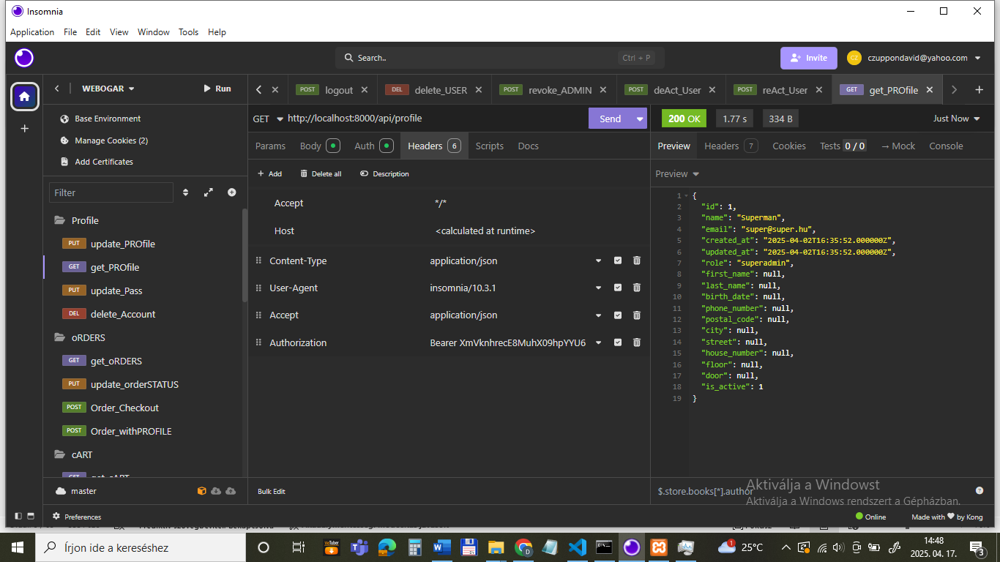 Insomnia
Application File Edit View Window Tools Help
Search.. Ctrl + P
Invite
CZ czuppondavid@yahoo.com
WEBOGAR
Run
POST logout
DEL delete_USER
POST revoke_ADMIN
POST deAct_User
POST reAct_User
GET get_PROfile
Base Environment
Manage Cookies (2)
Add Certificates
Filter
Profile
PUT update_PROfile
GET get_PROfile
PUT update_Pass
DEL delete_Account
oRDERS
GET get_oRDERS
PUT update_orderSTATUS
POST Order_Checkout
POST Order_withPROFILE
cART
GET get_cART
master
Preferences
GET http://localhost:8000/api/profile
Send
Params Body Auth Headers 6 Scripts Docs
+ Add Delete all Description
Accept */*
Host <calculated at runtime>
Content-Type application/json
User-Agent insomnia/10.3.1
Accept application/json
Authorization Bearer XmVknhrecE8MuhX09hpYYU6
Bulk Edit
200 OK 1.77 s 334 B Just Now
Preview Headers 7 Cookies Tests 0 / 0 → Mock Console
Preview
1 {
2 "id": 1,
3 "name": "Superman",
4 "email": "super@super.hu",
5 "created_at": "2025-04-02T16:35:52.000000Z",
6 "updated_at": "2025-04-02T16:35:52.000000Z",
7 "role": "superadmin",
8 "first_name": null,
9 "last_name": null,
10 "birth_date": null,
11 "phone_number": null,
12 "postal_code": null,
13 "city": null,
14 "street": null,
15 "house_number": null,
16 "floor": null,
17 "door": null,
18 "is_active": 1
19 }
$.store.books[*].author
Aktiválja a Windowst
Aktiválja a Windows rendszert a Gépházban.
Online
Made with by Kong
Írjon ide a kereséshez
25°C
14:48
2025. 04. 17.
3